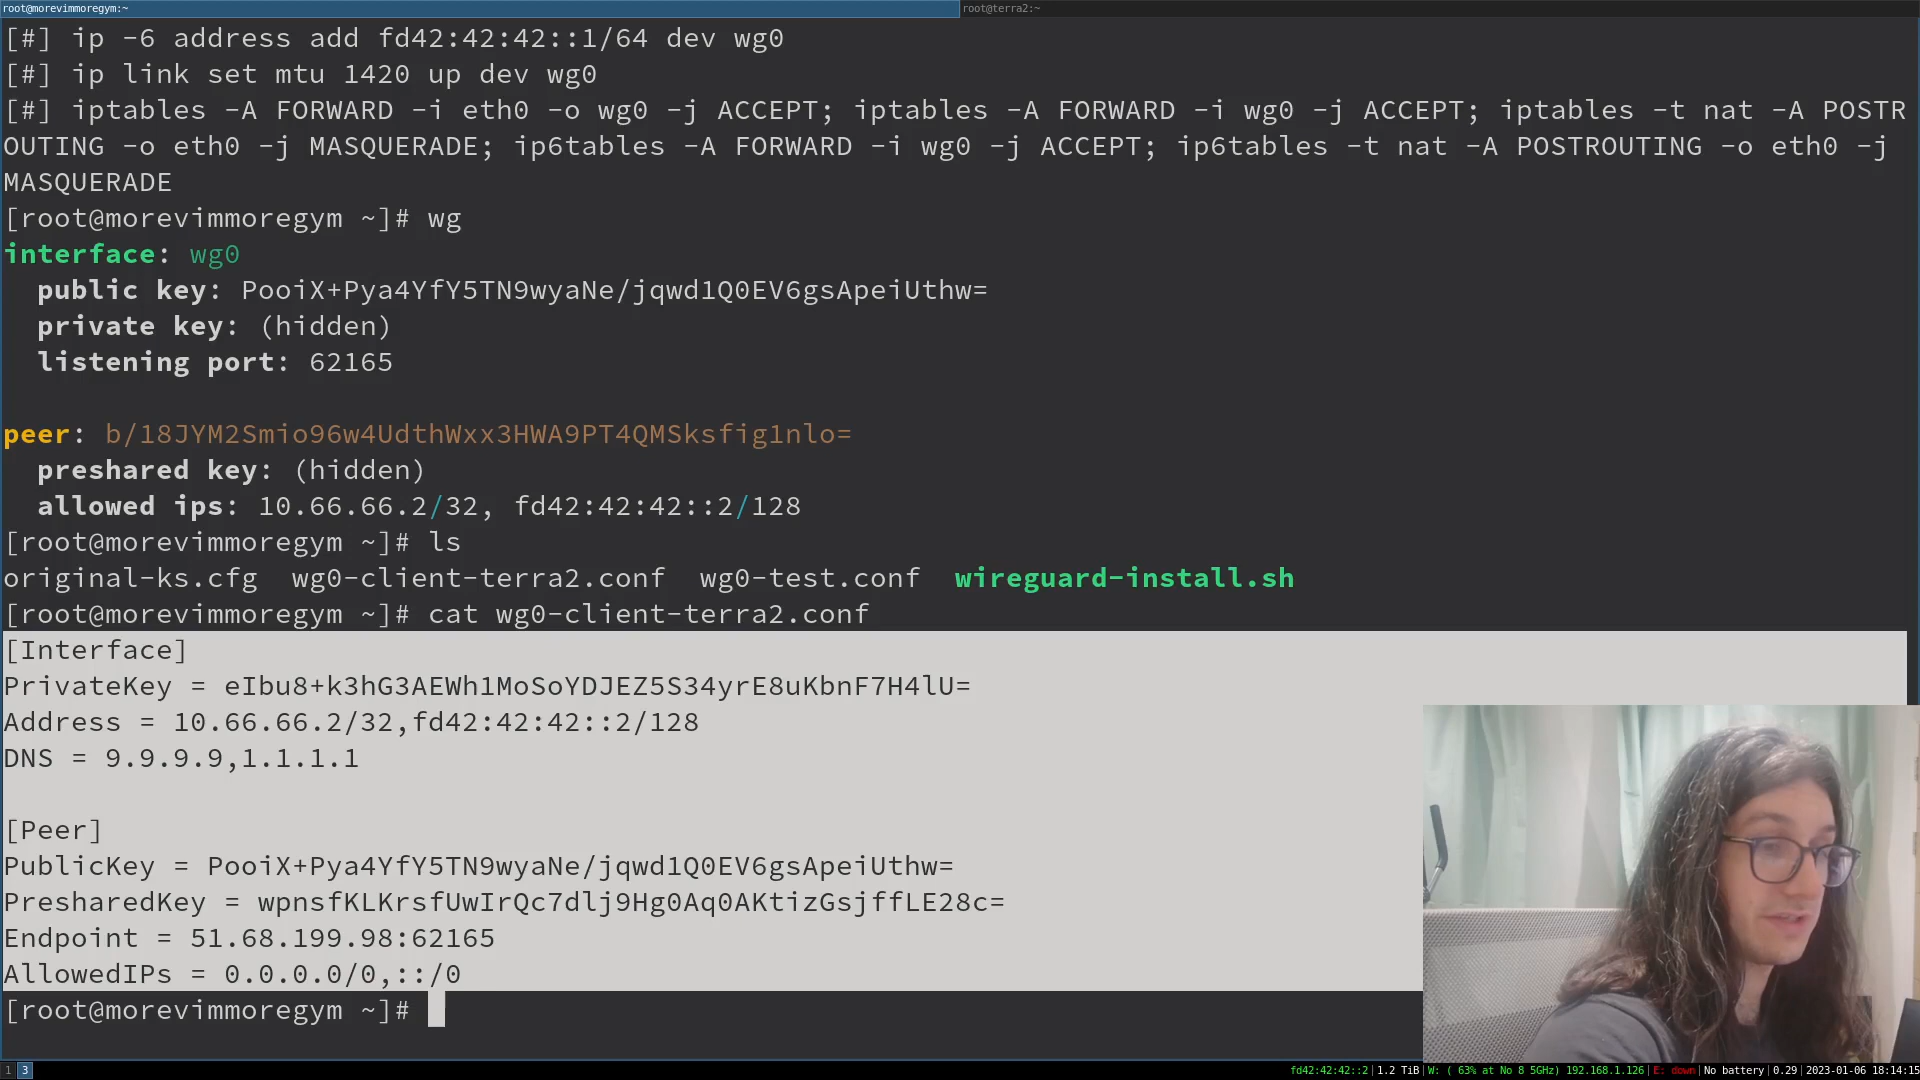 root@morevimmoregym:~ root@terra2:~
[#] ip -6 address add fd42:42:42::1/64 dev wg0
[#] ip link set mtu 1420 up dev wg0
[#] iptables -A FORWARD -i eth0 -o wg0 -j ACCEPT; iptables -A FORWARD -i wg0 -j ACCEPT; iptables -t nat -A POSTR
OUTING -o eth0 -j MASQUERADE; ip6tables -A FORWARD -i wg0 -j ACCEPT; ip6tables -t nat -A POSTROUTING -o eth0 -j
MASQUERADE
[root@morevimmoregym ~]# wg
interface: wg0
public key: PooiX+Pya4YfY5TN9wyaNe/jqwd1Q0EV6gsApeiUthw=
private key: (hidden)
listening port: 62165
peer: b/18JYM2Smio96w4UdthWxx3HWA9PT4QMSksfig1nlo=
preshared key: (hidden)
allowed ips: 10.66.66.2/32, fd42:42:42::2/128
[root@morevimmoregym ~]# ls
original-ks.cfg wg0-client-terra2.conf wg0-test.conf wireguard-install.sh
[root@morevimmoregym ~]# cat wg0-client-terra2.conf
[Interface]
PrivateKey = eIbu8+k3hG3AEWh1MoSoYDJEZ5S34yrE8uKbnF7H4lU=
Address = 10.66.66.2/32,fd42:42:42::2/128
DNS = 9.9.9.9,1.1.1.1
[Peer]
PublicKey = PooiX+Pya4YfY5TN9wyaNe/jqwd1Q0EV6gsApeiUthw=
PresharedKey = wpnsfKLKrsfUwIrQc7dlj9Hg0Aq0AKtizGsjffLE28c=
Endpoint = 51.68.199.98:62165
AllowedIPs = 0.0.0.0/0,::/0
[root@morevimmoregym ~]#
1 3 fd42:42:42::2|1.2 TiB|W: ( 63% at No 8 5GHz) 192.168.1.126|E: down|No battery|0.29|2023-01-06 18:14:15